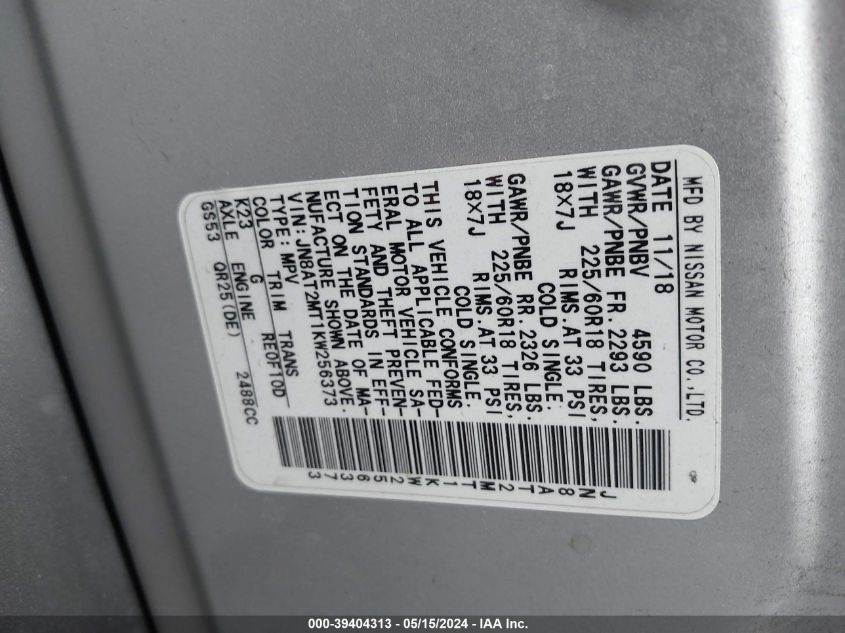 MFD BY NISSAN MOTOR CO.,LTD.
DATE 11/18
GVWR/PNBV 4590 LBS.
GAWR/PNBE FR. 2293 LBS.
WITH 225/60R18 TIRES,
18X7J RIMS.AT 33 PSI
COLD SINGLE.
GAWR/PNBE RR. 2326 LBS.
WITH 225/60R18 TIRES,
18X7J RIMS.AT 33 PSI
COLD SINGLE.
THIS VEHICLE CONFORMS
TO ALL APPLICABLE FED-
ERAL MOTOR VEHICLE SA-
FETY AND THEFT PREVEN-
TION STANDARDS IN EFF-
ECT ON THE DATE OF MA-
NUFACTURE SHOWN ABOVE.
VIN:JN8AT2MT1KW256373
TYPE:MPV
COLOR TRIM TRANS
K23 G RE0F10D
AXLE ENGINE
GS53 QR25(DE) 2488CC
JN8AT2MT1KW256373
000-39404313 - 05/15/2024 - IAA Inc.